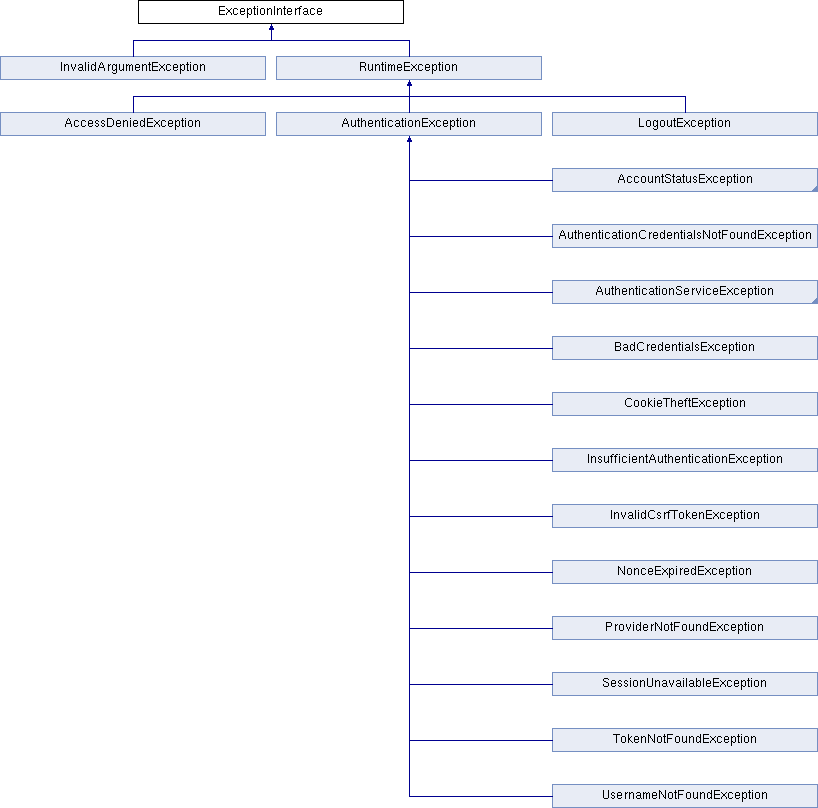 ExceptionInterface
InvalidArgumentException
RuntimeException
AccessDeniedException
AuthenticationException
LogoutException
AccountStatusException
AuthenticationCredentialsNotFoundException
AuthenticationServiceException
BadCredentialsException
CookieTheftException
InsufficientAuthenticationException
InvalidCsrfTokenException
NonceExpiredException
ProviderNotFoundException
SessionUnavailableException
TokenNotFoundException
UsernameNotFoundException